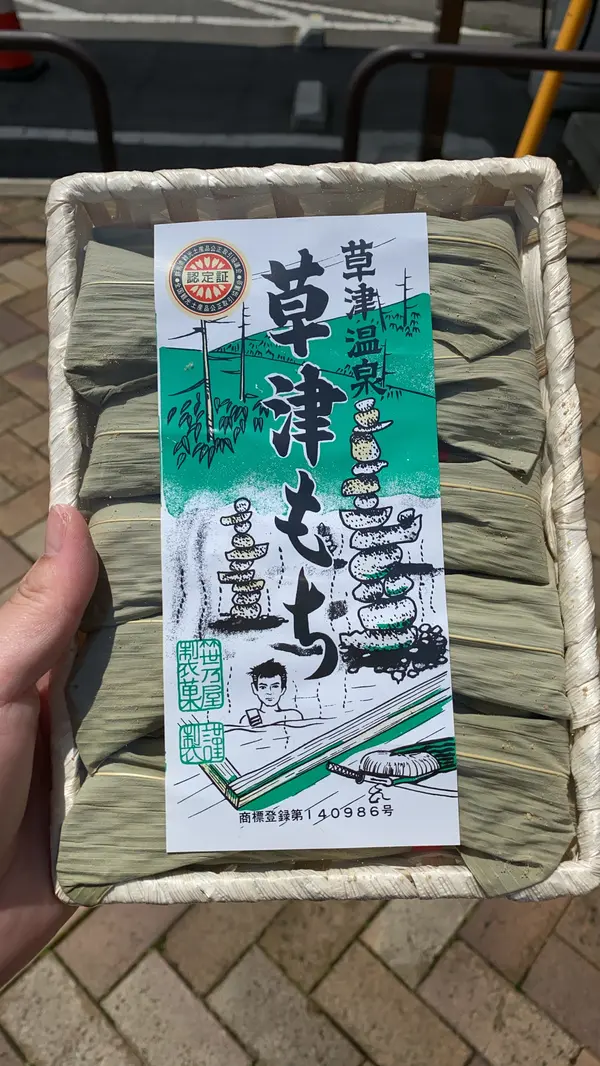 草津温泉
草津もち
認定証
笹乃屋
製菓
謹製
商標登録第140986号